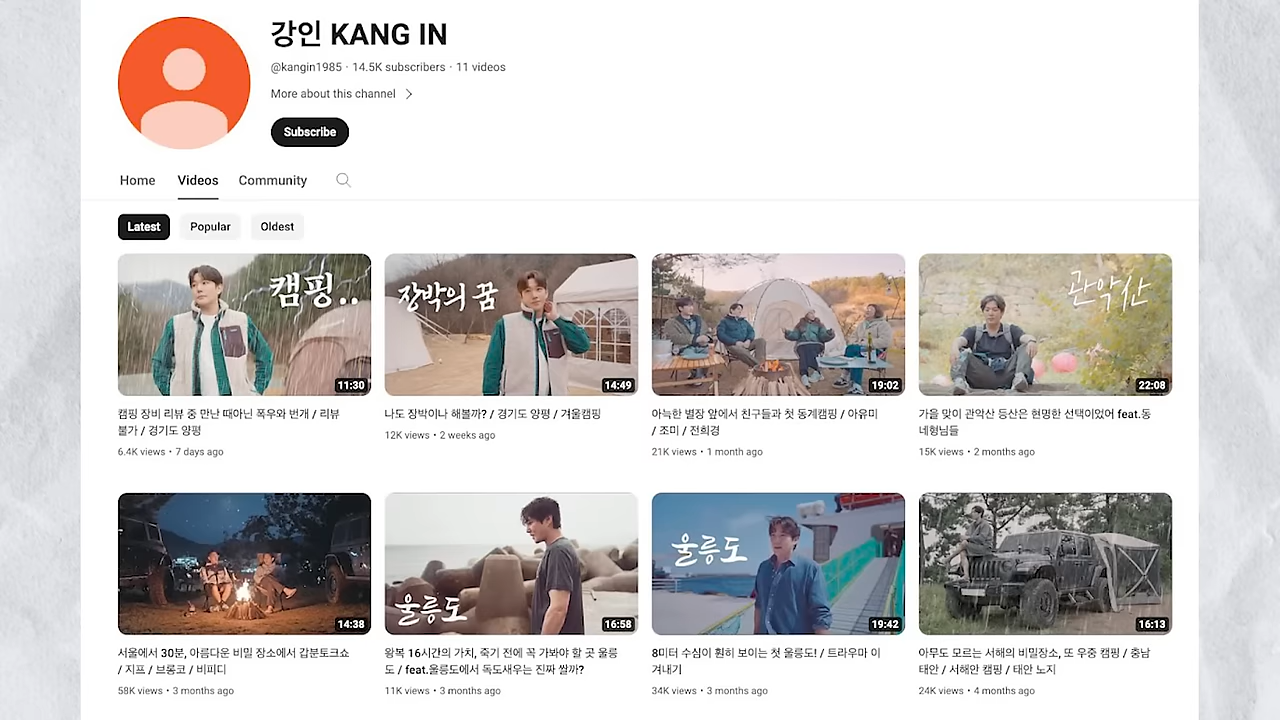 강인 KANG IN
@kangin1985 · 14.5K subscribers · 11 videos
More about this channel
Subscribe
Home Videos Community
Latest Popular Oldest
캠핑..
11:30
장박의 꿈
14:49
19:02
관악산
22:08
캠핑 장비 리뷰 중 만난 때아닌 폭우와 번개 / 리뷰
불가 / 경기도 양평
6.4K views • 7 days ago
나도 장박이나 해볼까? / 경기도 양평 / 겨울캠핑
12K views • 2 weeks ago
아늑한 별장 앞에서 친구들과 첫 동계캠핑 / 아유미
/ 조미 / 전희경
21K views • 1 month ago
가을 맞이 관악산 등산은 현명한 선택이었어 feat.동
네형님들
15K views • 2 months ago
14:38
울릉도
16:58
울릉도
19:42
16:13
서울에서 30분, 아름다운 비밀 장소에서 갑분토크쇼
/ 지프 / 브롱코 / 비피디
58K views • 3 months ago
왕복 16시간의 가치, 죽기 전에 꼭 가봐야 할 곳 울릉
도 / feat.울릉도에서 독도새우는 진짜 쌀까?
11K views • 3 months ago
8미터 수심이 훤히 보이는 첫 울릉도! / 트라우마 이
겨내기
34K views • 3 months ago
아무도 모르는 서해의 비밀장소, 또 우중 캠핑 / 충남
태안 / 서해안 캠핑 / 태안 노지
24K views • 4 months ago